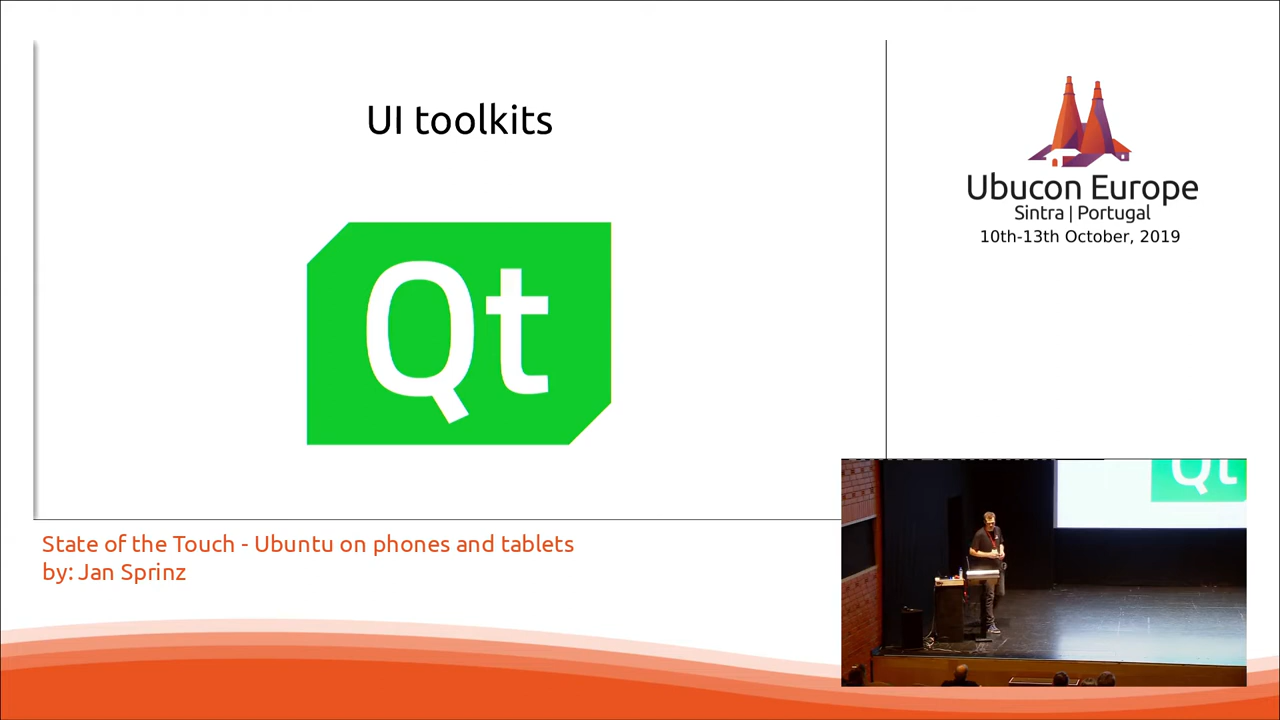 UI toolkits
Qt
Ubucon Europe
Sintra | Portugal
10th-13th October, 2019
Qt
State of the Touch - Ubuntu on phones and tablets
by: Jan Sprinz